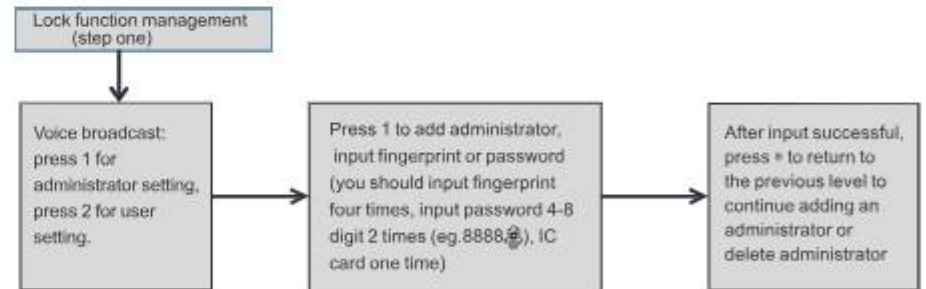 Lock function management
(step one)
Voice broadcast:
press 1 for
administrator setting,
press 2 for user
setting.
Press 1 to add administrator,
input fingerprint or password
(you should input fingerprint
four times, input password 4-8
digit 2 times (eg.8888,#), IC
card one time)
After input successful,
press * to return to
the previous level to
continue adding an
administrator or
delete administrator